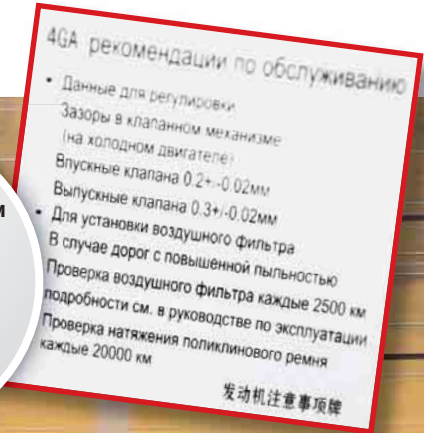 4GA рекомендации по обслуживанию
• Данные для регулировки
Зазоры в клапанном механизме
(на холодном двигателе)
Впускные клапана 0.2+/-0.02мм
Выпускные клапана 0.3+/-0.02мм
• Для установки воздушного фильтра
В случае дорог с повышенной пыльностью
Проверка воздушного фильтра каждые 2500 км
подробности см. в руководстве по эксплуатации
Проверка натяжения поликлинового ремня
каждые 20000 км
发动机注意事项牌